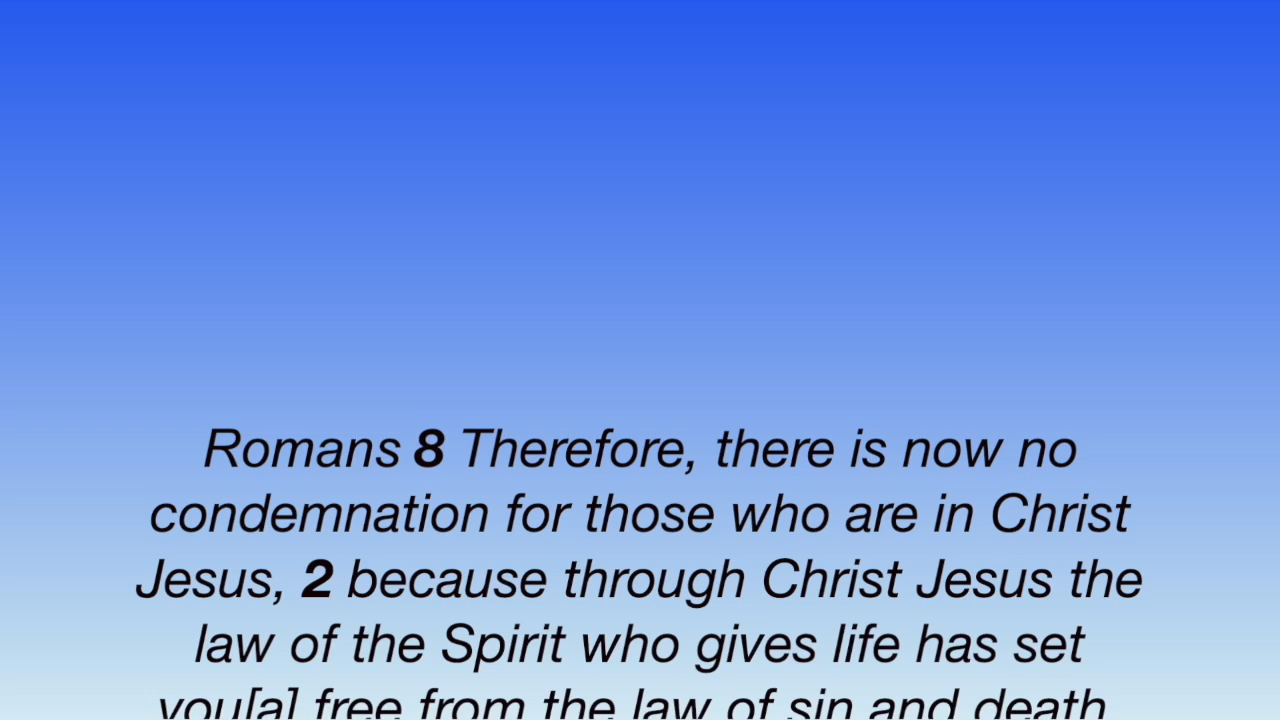 Romans 8 Therefore, there is now no
condemnation for those who are in Christ
Jesus, 2 because through Christ Jesus the
law of the Spirit who gives life has set
you[a] free from the law of sin and death